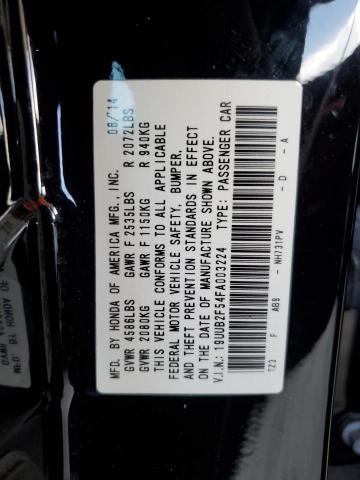 MFD. BY HONDA OF AMERICA MFG., INC. 08/'14
GVWR 4586LBS GAWR F 2535LBS R 2072LBS
GVWR 2080KG GAWR F 1150KG R 940KG
THIS VEHICLE CONFORMS TO ALL APPLICABLE
FEDERAL MOTOR VEHICLE SAFETY, BUMPER,
AND THEFT PREVENTION STANDARDS IN EFFECT
ON THE DATE OF MANUFACTURE SHOWN ABOVE.
V.I.N.: 19UUB2F54FA003224 TYPE: PASSENGER CAR
TZ3 F AB9 - NH731PV - D - A